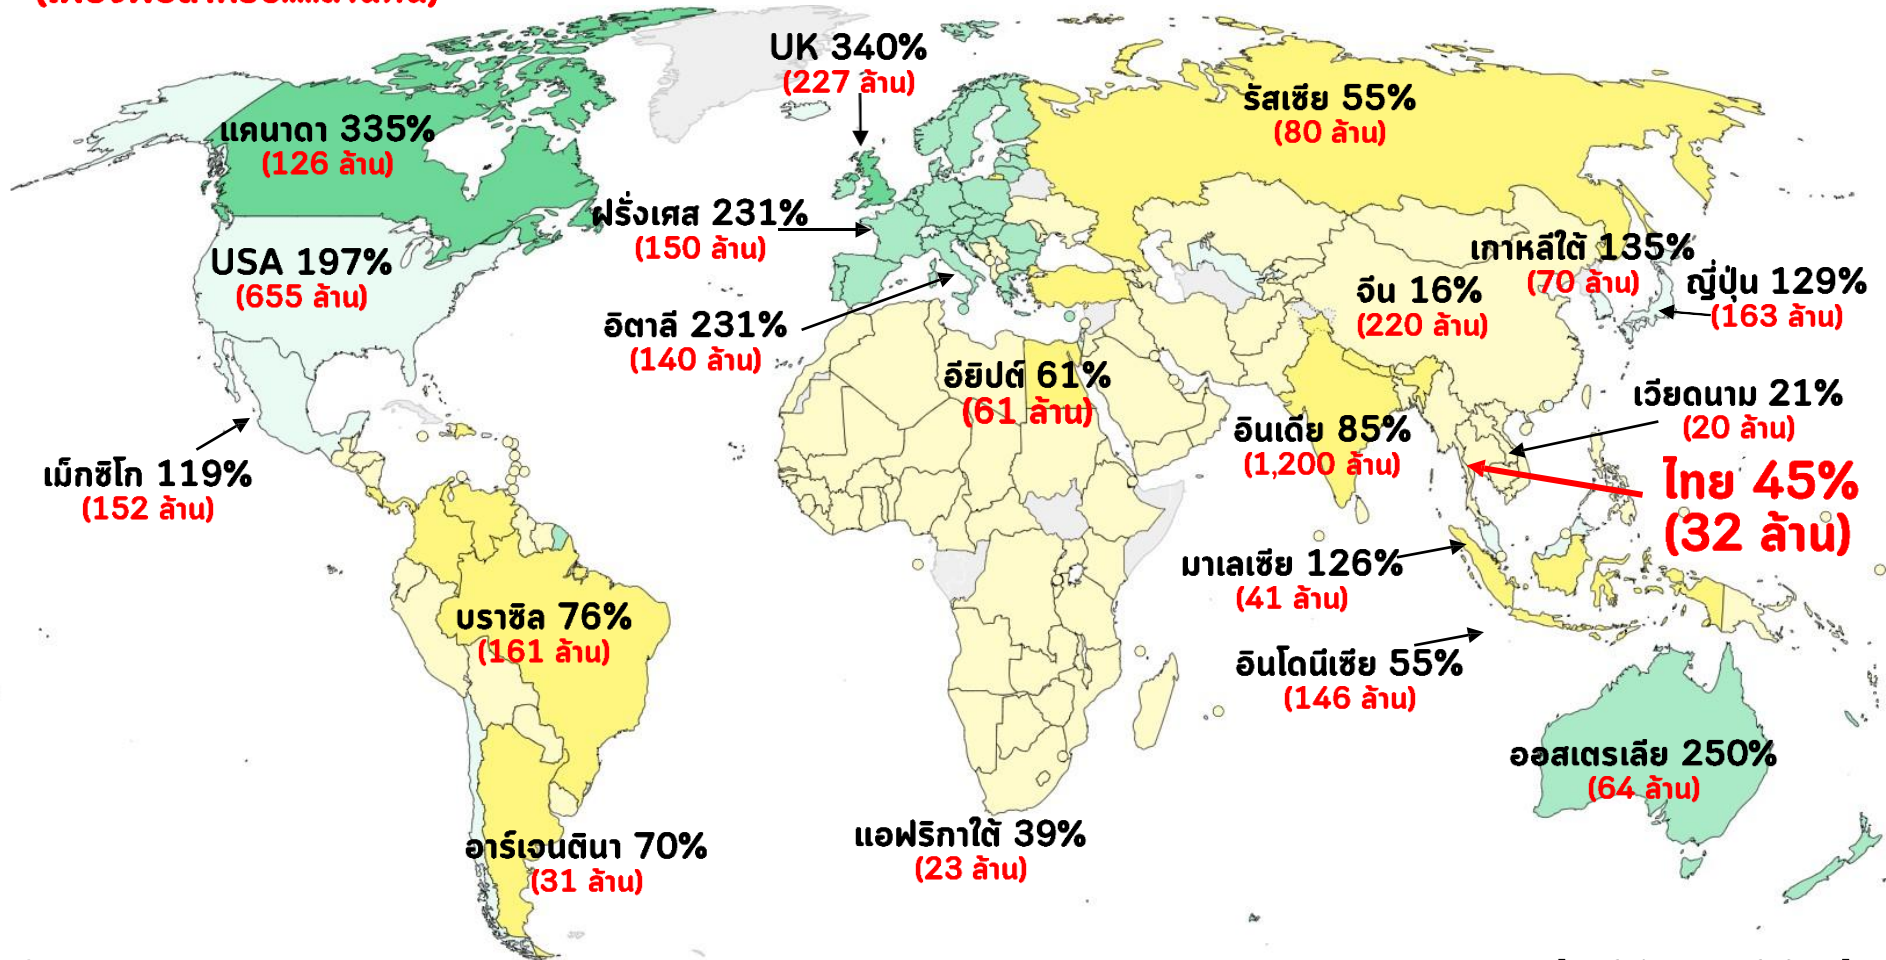 UK 340%
(227 ล้าน)
แคนาดา 335%
(126 ล้าน)
รัสเซีย 55%
(80 ล้าน)
ฝรั่งเศส 231%
(150 ล้าน)
USA 197%
(655 ล้าน)
เกาหลีใต้ 135%
(70 ล้าน)
จีน 16%
(220 ล้าน)
ญี่ปุ่น 129%
(163 ล้าน)
อิตาลี 231%
(140 ล้าน)
อียิปต์ 61%
(61 ล้าน)
เวียดนาม 21%
(20 ล้าน)
อินเดีย 85%
(1,200 ล้าน)
เม็กซิโก 119%
(152 ล้าน)
ไทย 45%
(32 ล้าน)
มาเลเซีย 126%
(41 ล้าน)
บราซิล 76%
(161 ล้าน)
อินโดนีเซีย 55%
(146 ล้าน)
ออสเตรเลีย 250%
(64 ล้าน)
อาร์เจนตินา 70%
(31 ล้าน)
แอฟริกาใต้ 39%
(23 ล้าน)